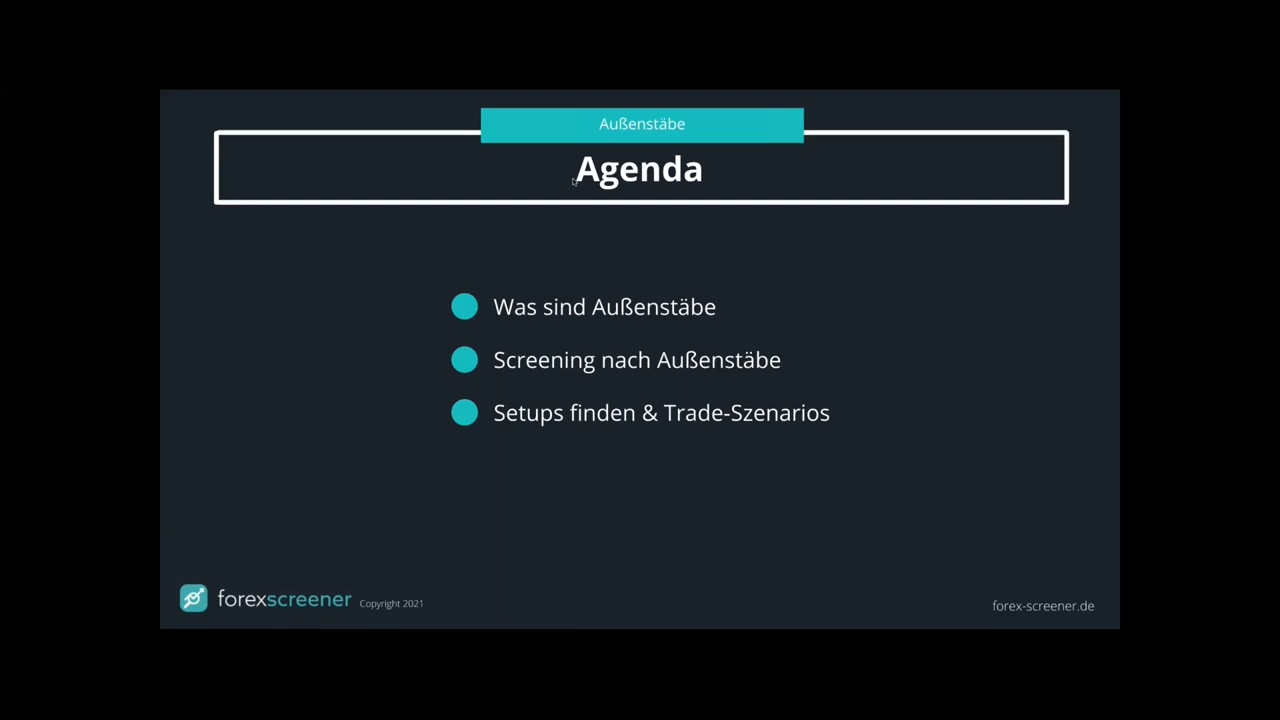 Außenstäbe
Agenda
Was sind Außenstäbe
Screening nach Außenstäbe
Setups finden & Trade-Szenarios
forexscreener Copyright 2021
forex-screener.de